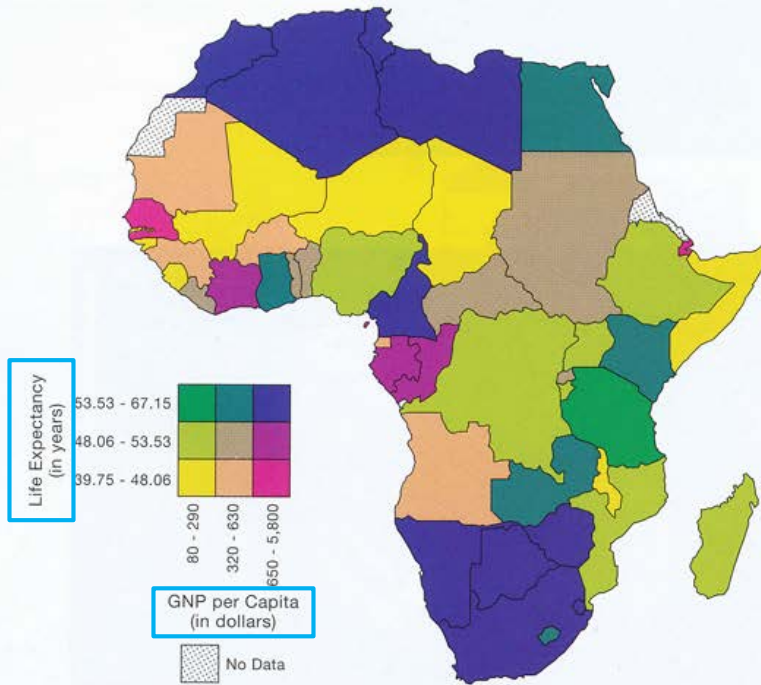 Life Expectancy
(in years)
53.53 - 67.15
48.06 - 53.53
39.75 - 48.06
80 - 290
320 - 630
650 - 5,800
GNP per Capita
(in dollars)
No Data